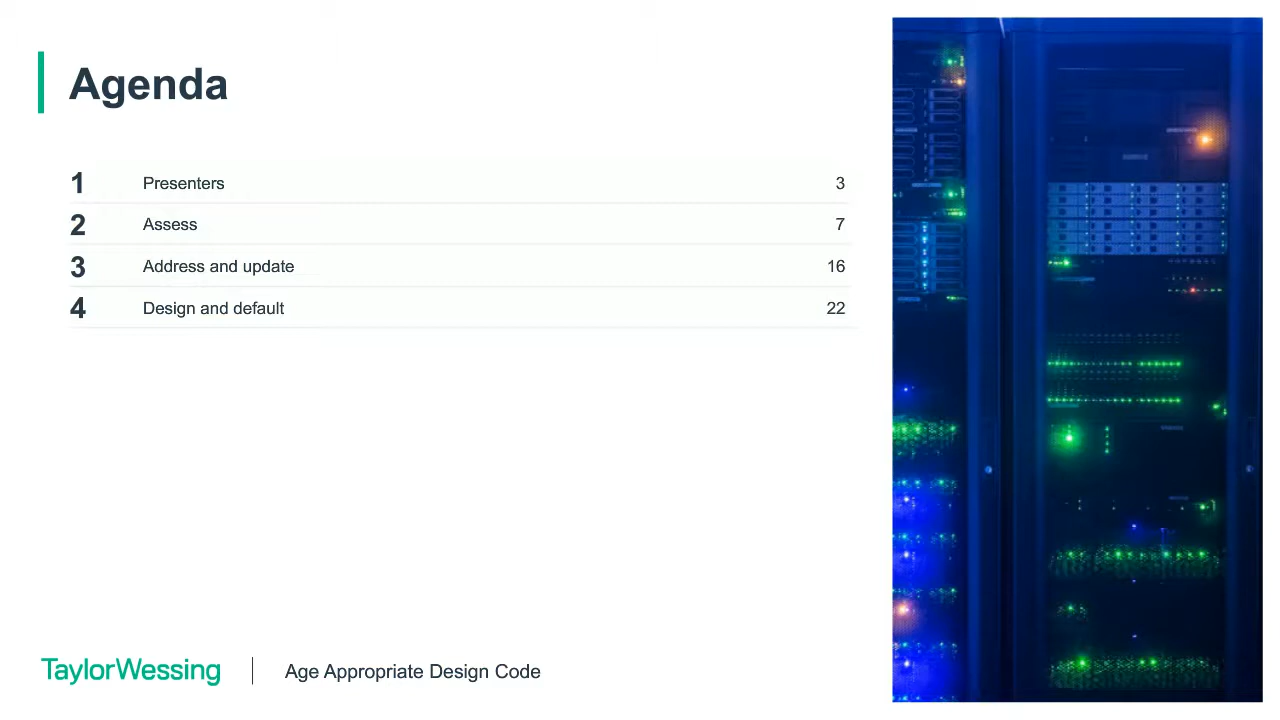 Agenda
1 Presenters 3
2 Assess 7
3 Address and update 16
4 Design and default 22
TaylorWessing | Age Appropriate Design Code